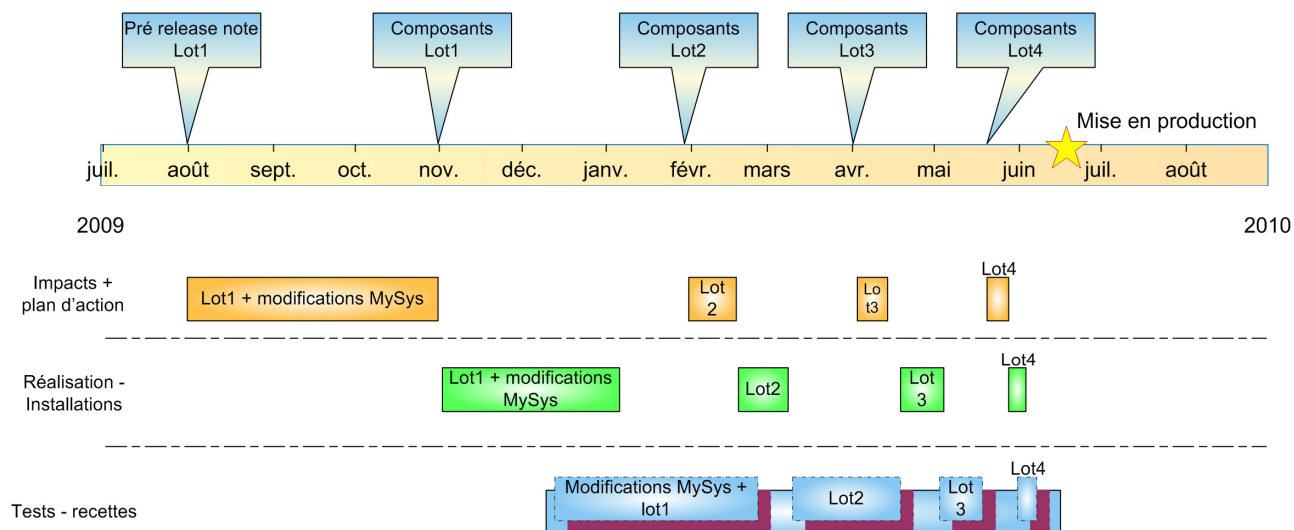 Pré release note
Lot1
Composants
Lot1
Composants
Lot2
Composants
Lot3
Composants
Lot4
Mise en production
juil.
août
sept.
oct.
nov.
déc.
janv.
févr.
mars
avr.
mai
juin
juil.
août
2009
2010
Impacts +
plan d'action
Lot1 + modifications MySys
Lot
2
Lo
t3
Lot4
Réalisation -
Installations
Lot1 + modifications
MySys
Lot2
Lot
3
Lot4
Tests - recettes
Modifications MySys +
lot1
Lot2
Lot
3
Lot4